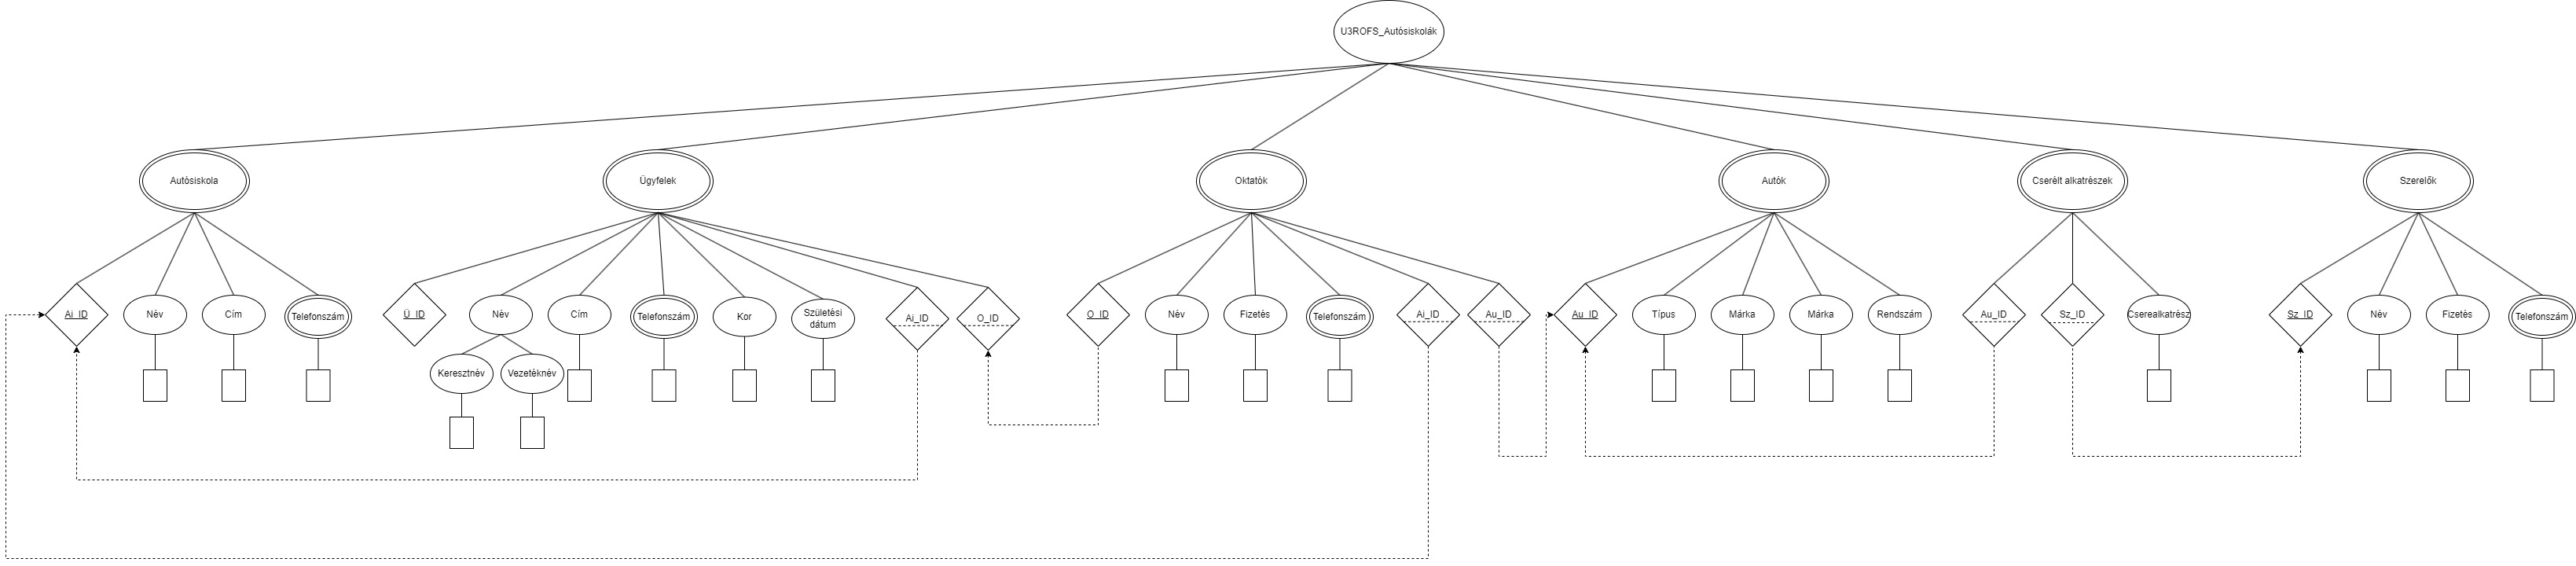 U3ROFS_Autósiskolák
Autósiskola
Ügyfelek
Oktatók
Autók
Cserélt alkatrészek
Szerelők
Ai_ID
Név
Cím
Telefonszám
Ü_ID
Név
Cím
Telefonszám
Kor
Születési
dátum
Ai_ID
O_ID
O_ID
Név
Fizetés
Telefonszám
Ai_ID
Au_ID
Au_ID
Típus
Márka
Márka
Rendszám
Au_ID
Sz_ID
Cserealkatrész
Sz_ID
Név
Fizetés
Telefonszám
Keresztnév
Vezetéknév